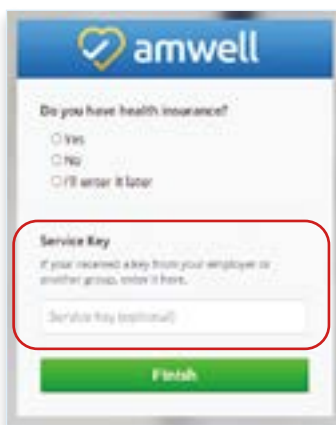 amwell
Do you have health insurance?
Yes
No
I'll enter it later
Service Key
If your received a key from your employer or
another group, enter it here.
Service Key (optional)
Finish